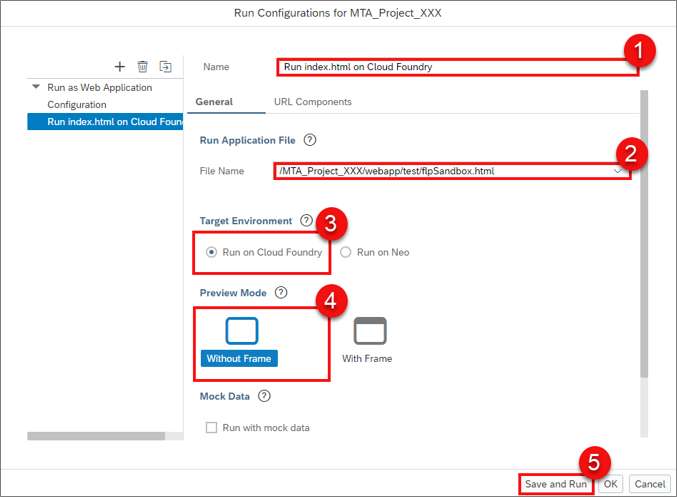 Run Configurations for MTA_Project_XXX
1
Name
Run index.html on Cloud Foundry
Run as Web Application
Configuration
Run index.html on Cloud Foun
General
URL Components
Run Application File ?
2
File Name
/MTA_Project_XXX/webapp/test/flpSandbox.html
Target Environment ?
3
Run on Cloud Foundry
Run on Neo
Preview Mode ?
4
Without Frame
With Frame
Mock Data ?
Run with mock data
5
Save and Run
OK
Cancel